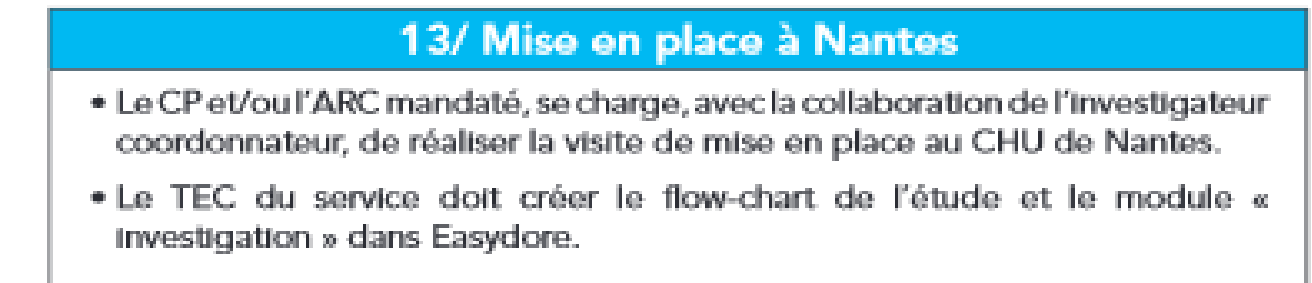 13/ Mise en place à Nantes
• Le CP et/ou l'ARC mandaté, se charge, avec la collaboration de l'investigateur
coordonnateur, de réaliser la visite de mise en place au CHU de Nantes.
• Le TEC du service doit créer le flow-chart de l'étude et le module «
investigation » dans Easydore.